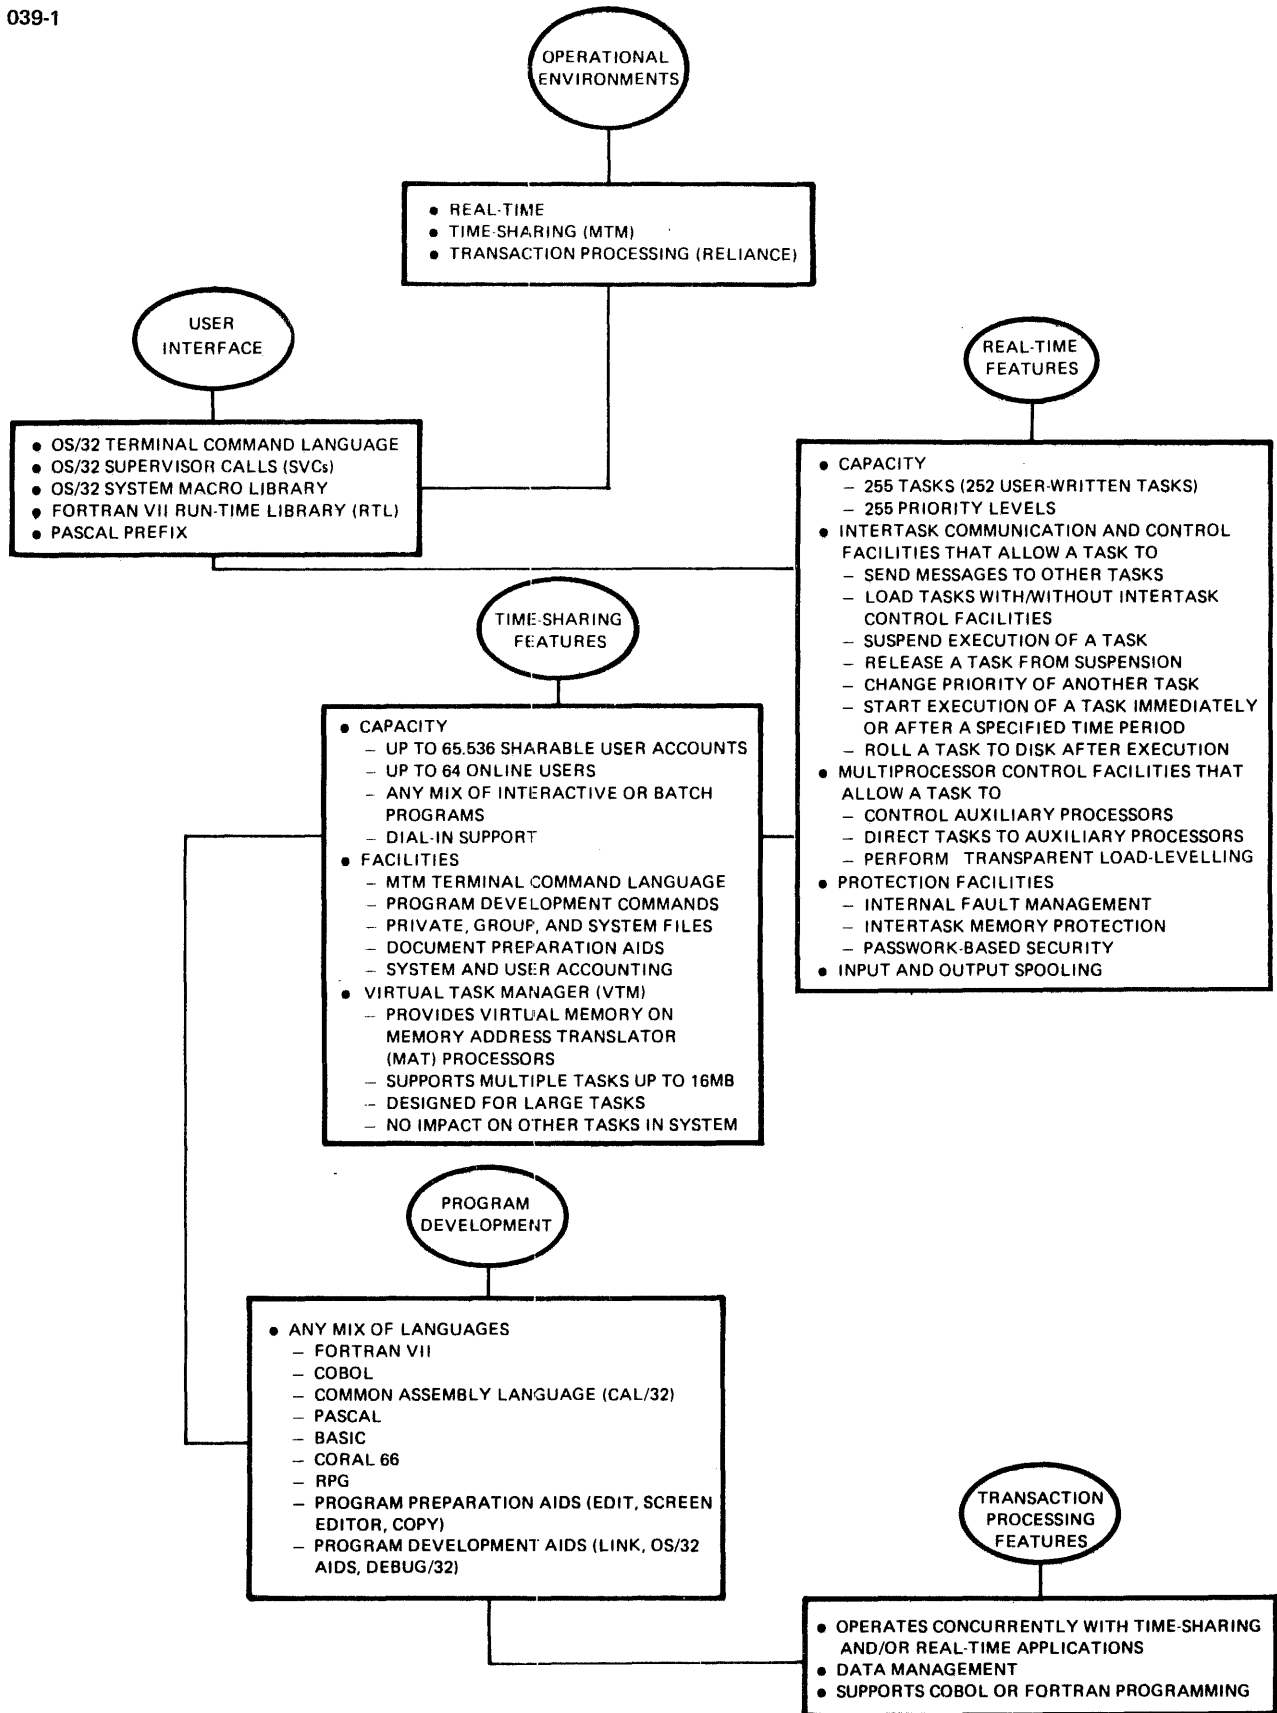 039-1
OPERATIONAL
ENVIRONMENTS
● REAL-TIME
● TIME-SHARING (MTM)
● TRANSACTION PROCESSING (RELIANCE)
USER
INTERFACE
● OS/32 TERMINAL COMMAND LANGUAGE
● OS/32 SUPERVISOR CALLS (SVCs)
● OS/32 SYSTEM MACRO LIBRARY
● FORTRAN VII RUN-TIME LIBRARY (RTL)
● PASCAL PREFIX
REAL-TIME
FEATURES
● CAPACITY
– 255 TASKS (252 USER-WRITTEN TASKS)
– 255 PRIORITY LEVELS
● INTERTASK COMMUNICATION AND CONTROL
FACILITIES THAT ALLOW A TASK TO
– SEND MESSAGES TO OTHER TASKS
– LOAD TASKS WITH/WITHOUT INTERTASK
CONTROL FACILITIES
– SUSPEND EXECUTION OF A TASK
– RELEASE A TASK FROM SUSPENSION
– CHANGE PRIORITY OF ANOTHER TASK
– START EXECUTION OF A TASK IMMEDIATELY
OR AFTER A SPECIFIED TIME PERIOD
– ROLL A TASK TO DISK AFTER EXECUTION
● MULTIPROCESSOR CONTROL FACILITIES THAT
ALLOW A TASK TO
– CONTROL AUXILIARY PROCESSORS
– DIRECT TASKS TO AUXILIARY PROCESSORS
– PERFORM TRANSPARENT LOAD-LEVELLING
● PROTECTION FACILITIES
– INTERNAL FAULT MANAGEMENT
– INTERTASK MEMORY PROTECTION
– PASSWORK-BASED SECURITY
● INPUT AND OUTPUT SPOOLING
TIME-SHARING
FEATURES
● CAPACITY
– UP TO 65.536 SHARABLE USER ACCOUNTS
– UP TO 64 ONLINE USERS
– ANY MIX OF INTERACTIVE OR BATCH
PROGRAMS
– DIAL-IN SUPPORT
● FACILITIES
– MTM TERMINAL COMMAND LANGUAGE
– PROGRAM DEVELOPMENT COMMANDS
– PRIVATE, GROUP, AND SYSTEM FILES
– DOCUMENT PREPARATION AIDS
– SYSTEM AND USER ACCOUNTING
● VIRTUAL TASK MANAGER (VTM)
– PROVIDES VIRTUAL MEMORY ON
MEMORY ADDRESS TRANSLATOR
(MAT) PROCESSORS
– SUPPORTS MULTIPLE TASKS UP TO 16MB
– DESIGNED FOR LARGE TASKS
– NO IMPACT ON OTHER TASKS IN SYSTEM
PROGRAM
DEVELOPMENT
● ANY MIX OF LANGUAGES
– FORTRAN VII
– COBOL
– COMMON ASSEMBLY LANGUAGE (CAL/32)
– PASCAL
– BASIC
– CORAL 66
– RPG
– PROGRAM PREPARATION AIDS (EDIT, SCREEN
EDITOR, COPY)
– PROGRAM DEVELOPMENT AIDS (LINK, OS/32
AIDS, DEBUG/32)
TRANSACTION
PROCESSING
FEATURES
● OPERATES CONCURRENTLY WITH TIME-SHARING
AND/OR REAL-TIME APPLICATIONS
● DATA MANAGEMENT
● SUPPORTS COBOL OR FORTRAN PROGRAMMING